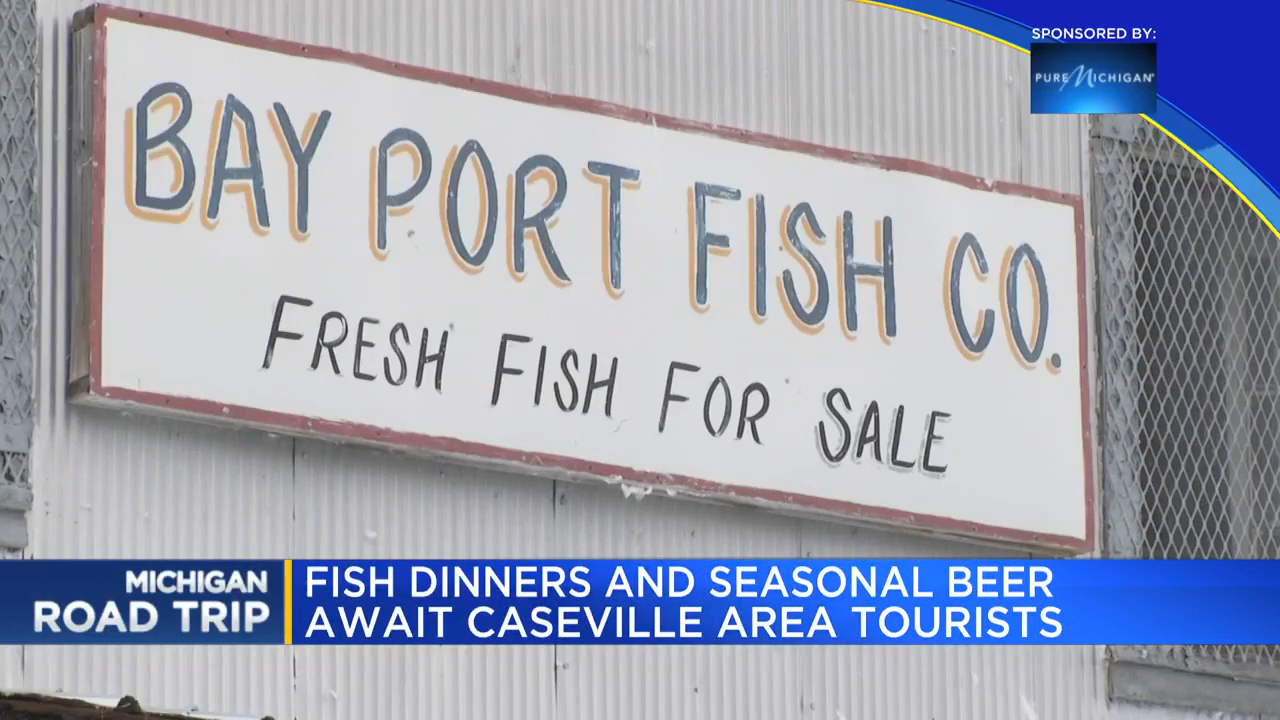 SPONSORED BY:
PURE MICHIGAN
BAY PORT FISH CO.
FRESH FISH FOR SALE
MICHIGAN
ROAD TRIP
FISH DINNERS AND SEASONAL BEER
AWAIT CASEVILLE AREA TOURISTS